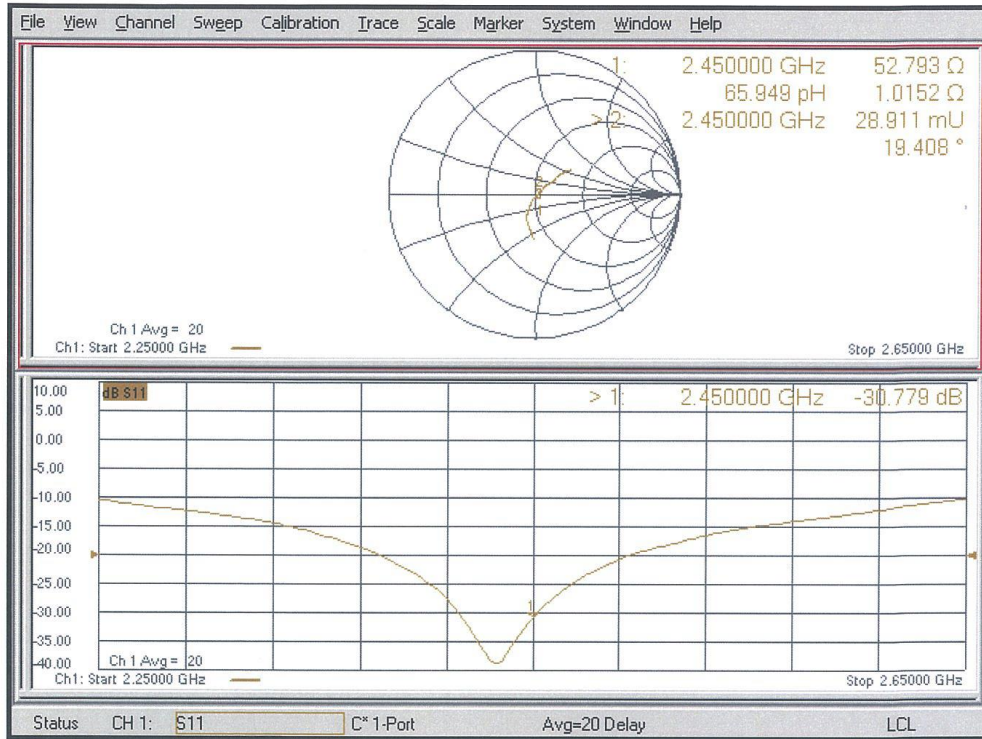 File View Channel Sweep Calibration Trace Scale Marker System Window Help
1: 2.450000 GHz 52.793 Ω
65.949 pH 1.0152 Ω
> 2: 2.450000 GHz 28.911 mU
19.408 °
Ch 1 Avg = 20
Ch1: Start 2.25000 GHz Stop 2.65000 GHz
10.00 dB S11 > 1: 2.450000 GHz -30.779 dB
5.00
0.00
-5.00
-10.00
-15.00
-20.00
-25.00
-30.00
1
-35.00
-40.00 Ch 1 Avg = 20
Ch1: Start 2.25000 GHz Stop 2.65000 GHz
Status CH 1: S11 C* 1-Port Avg=20 Delay LCL